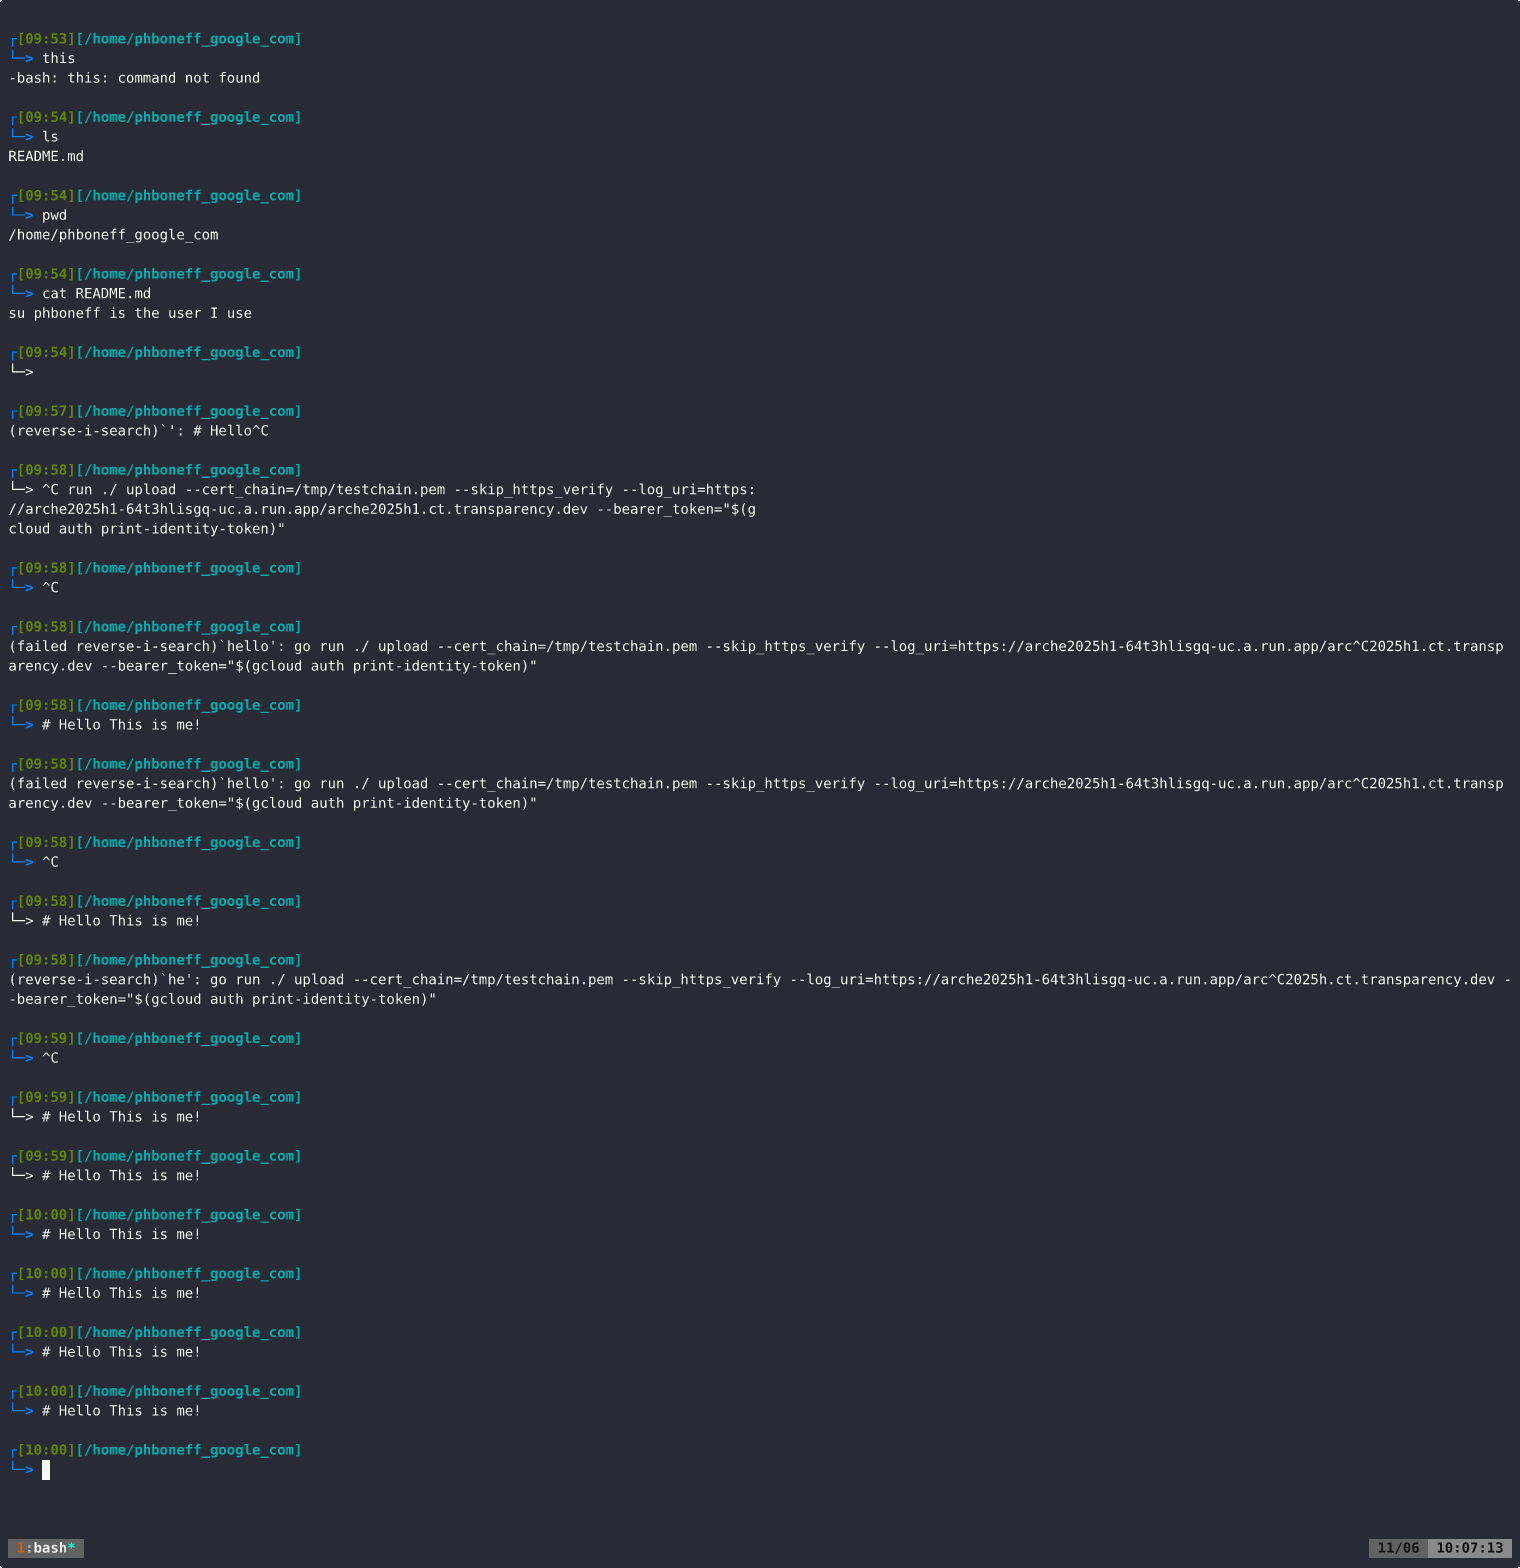 ┌[09:53][/home/phboneff_google_com]
└─> this
-bash: this: command not found

┌[09:54][/home/phboneff_google_com]
└─> ls
README.md

┌[09:54][/home/phboneff_google_com]
└─> pwd
/home/phboneff_google_com

┌[09:54][/home/phboneff_google_com]
└─> cat README.md
su phboneff is the user I use

┌[09:54][/home/phboneff_google_com]
└─>

┌[09:57][/home/phboneff_google_com]
(reverse-i-search)`': # Hello^C

┌[09:58][/home/phboneff_google_com]
└─> ^C run ./ upload --cert_chain=/tmp/testchain.pem --skip_https_verify --log_uri=https:
//arche2025h1-64t3hlisgq-uc.a.run.app/arche2025h1.ct.transparency.dev --bearer_token="$(g
cloud auth print-identity-token)"

┌[09:58][/home/phboneff_google_com]
└─> ^C

┌[09:58][/home/phboneff_google_com]
(failed reverse-i-search)`hello': go run ./ upload --cert_chain=/tmp/testchain.pem --skip_https_verify --log_uri=https://arche2025h1-64t3hlisgq-uc.a.run.app/arc^C2025h1.ct.transp
arency.dev --bearer_token="$(gcloud auth print-identity-token)"

┌[09:58][/home/phboneff_google_com]
└─> # Hello This is me!

┌[09:58][/home/phboneff_google_com]
(failed reverse-i-search)`hello': go run ./ upload --cert_chain=/tmp/testchain.pem --skip_https_verify --log_uri=https://arche2025h1-64t3hlisgq-uc.a.run.app/arc^C2025h1.ct.transp
arency.dev --bearer_token="$(gcloud auth print-identity-token)"

┌[09:58][/home/phboneff_google_com]
└─> ^C

┌[09:58][/home/phboneff_google_com]
└─> # Hello This is me!

┌[09:58][/home/phboneff_google_com]
(reverse-i-search)`he': go run ./ upload --cert_chain=/tmp/testchain.pem --skip_https_verify --log_uri=https://arche2025h1-64t3hlisgq-uc.a.run.app/arc^C2025h.ct.transparency.dev -
-bearer_token="$(gcloud auth print-identity-token)"

┌[09:59][/home/phboneff_google_com]
└─> ^C

┌[09:59][/home/phboneff_google_com]
└─> # Hello This is me!

┌[09:59][/home/phboneff_google_com]
└─> # Hello This is me!

┌[10:00][/home/phboneff_google_com]
└─> # Hello This is me!

┌[10:00][/home/phboneff_google_com]
└─> # Hello This is me!

┌[10:00][/home/phboneff_google_com]
└─> # Hello This is me!

┌[10:00][/home/phboneff_google_com]
└─> # Hello This is me!

┌[10:00][/home/phboneff_google_com]
└─>

1:bash* 11/06 10:07:13